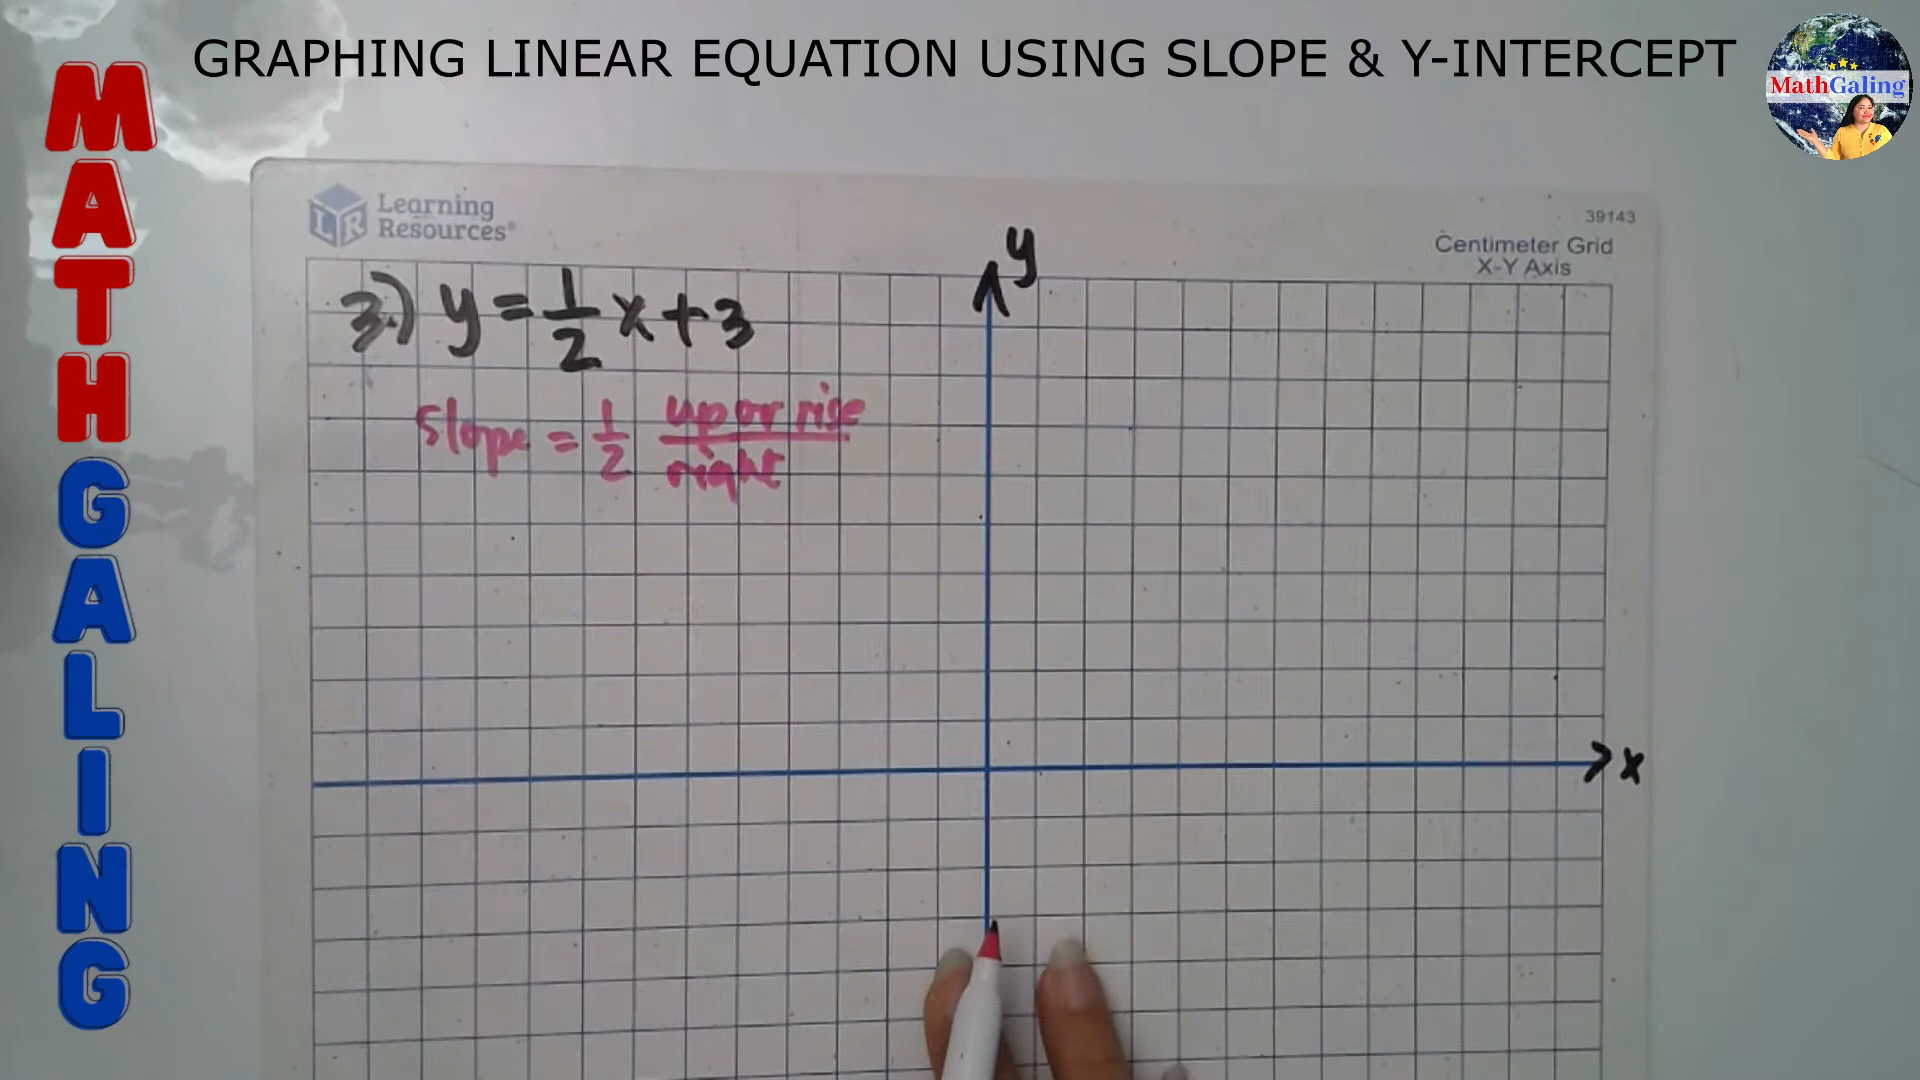 GRAPHING LINEAR EQUATION USING SLOPE & Y-INTERCEPT
MathGaling
MATH GALING
Learning
Resources®
39143
Centimeter Grid
X-Y Axis
y
3.) y = 1/2 x + 3
slope = 1/2 up or rise / right
x